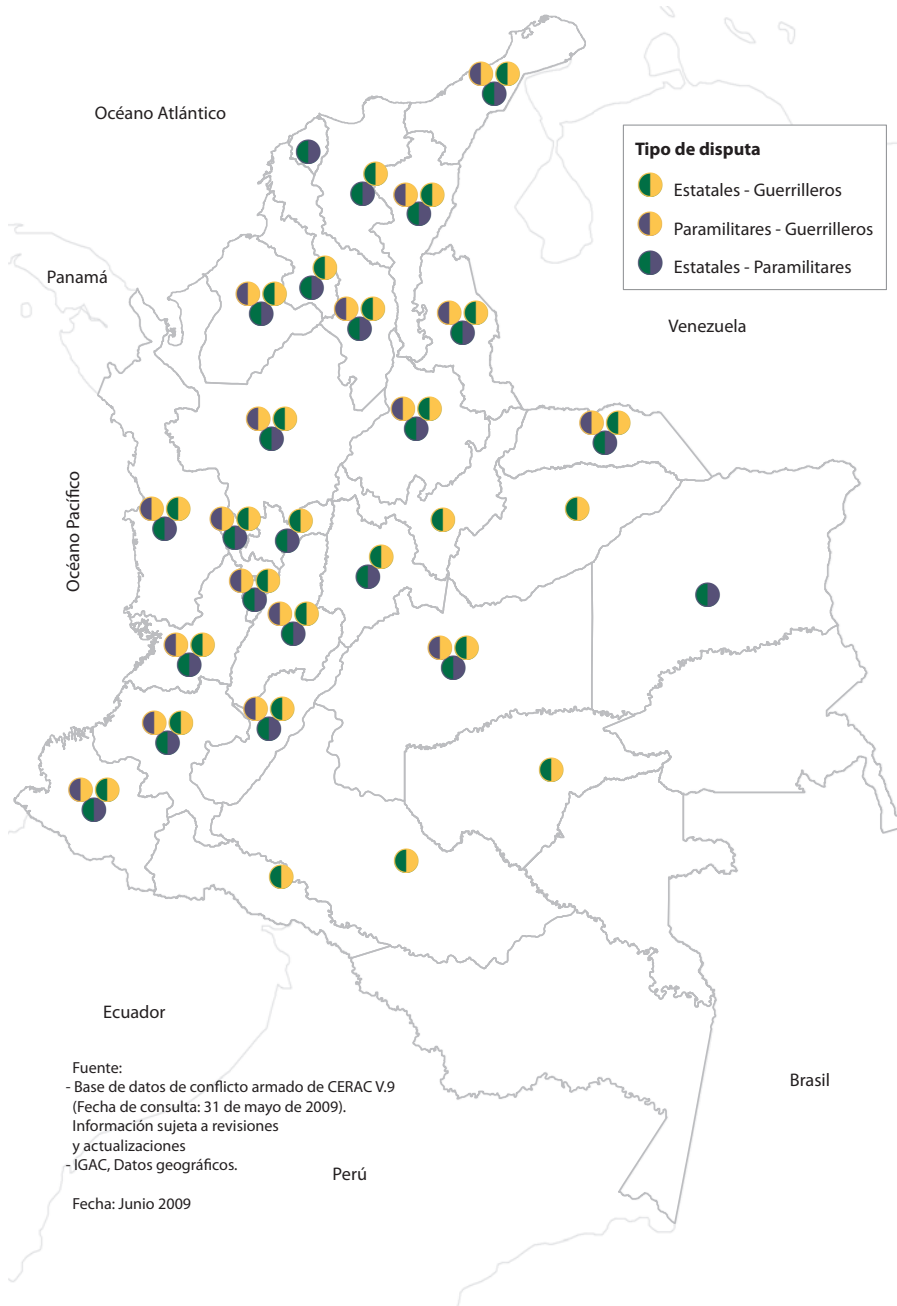 Océano Atlántico
Tipo de disputa
Estatales - Guerrilleros
Paramilitares - Guerrilleros
Estatales - Paramilitares
Panamá
Venezuela
Océano Pacífico
Ecuador
Fuente:
- Base de datos de conflicto armado de CERAC V.9
(Fecha de consulta: 31 de mayo de 2009).
Información sujeta a revisiones
y actualizaciones
- IGAC, Datos geográficos.
Fecha: Junio 2009
Perú
Brasil